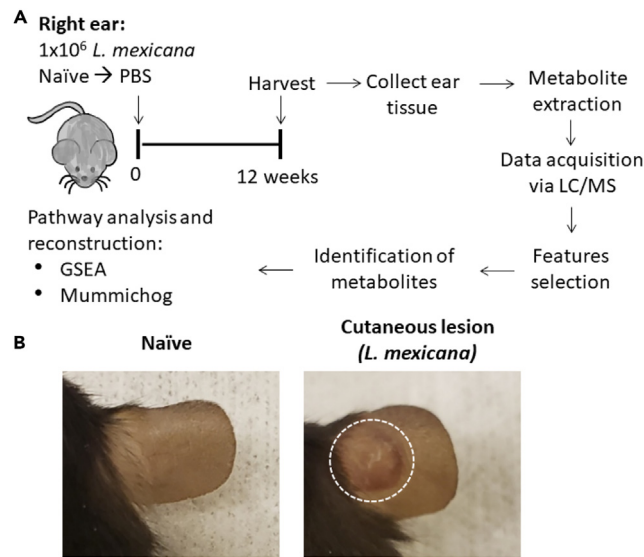 A
Right ear:
1x10⁶ L. mexicana
Naïve → PBS
0
12 weeks
Harvest
Collect ear
tissue
Metabolite
extraction
Data acquisition
via LC/MS
Features
selection
Identification of
metabolites
Pathway analysis and
reconstruction:
• GSEA
• Mummichog
B
Naïve
Cutaneous lesion
(L. mexicana)